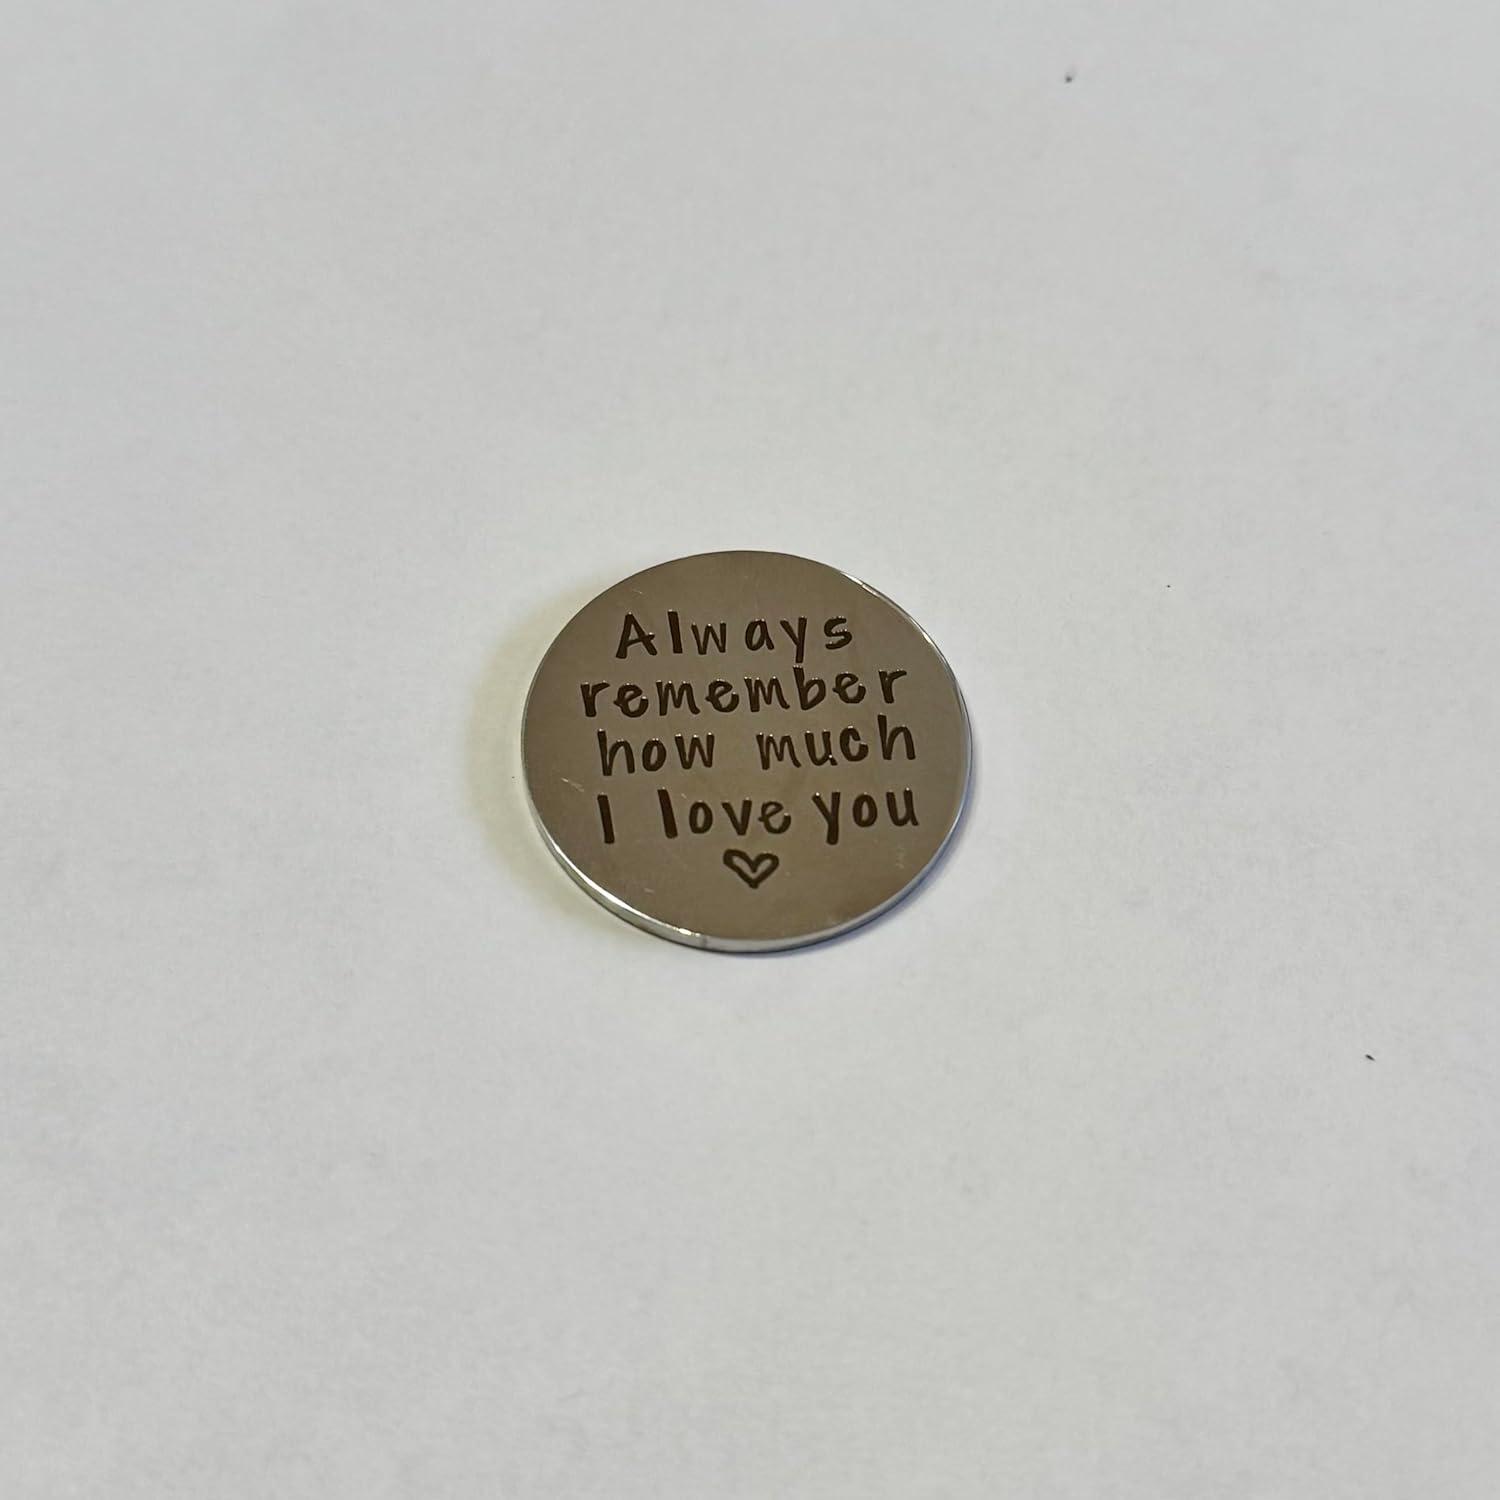 Always
remember
how much
I love you